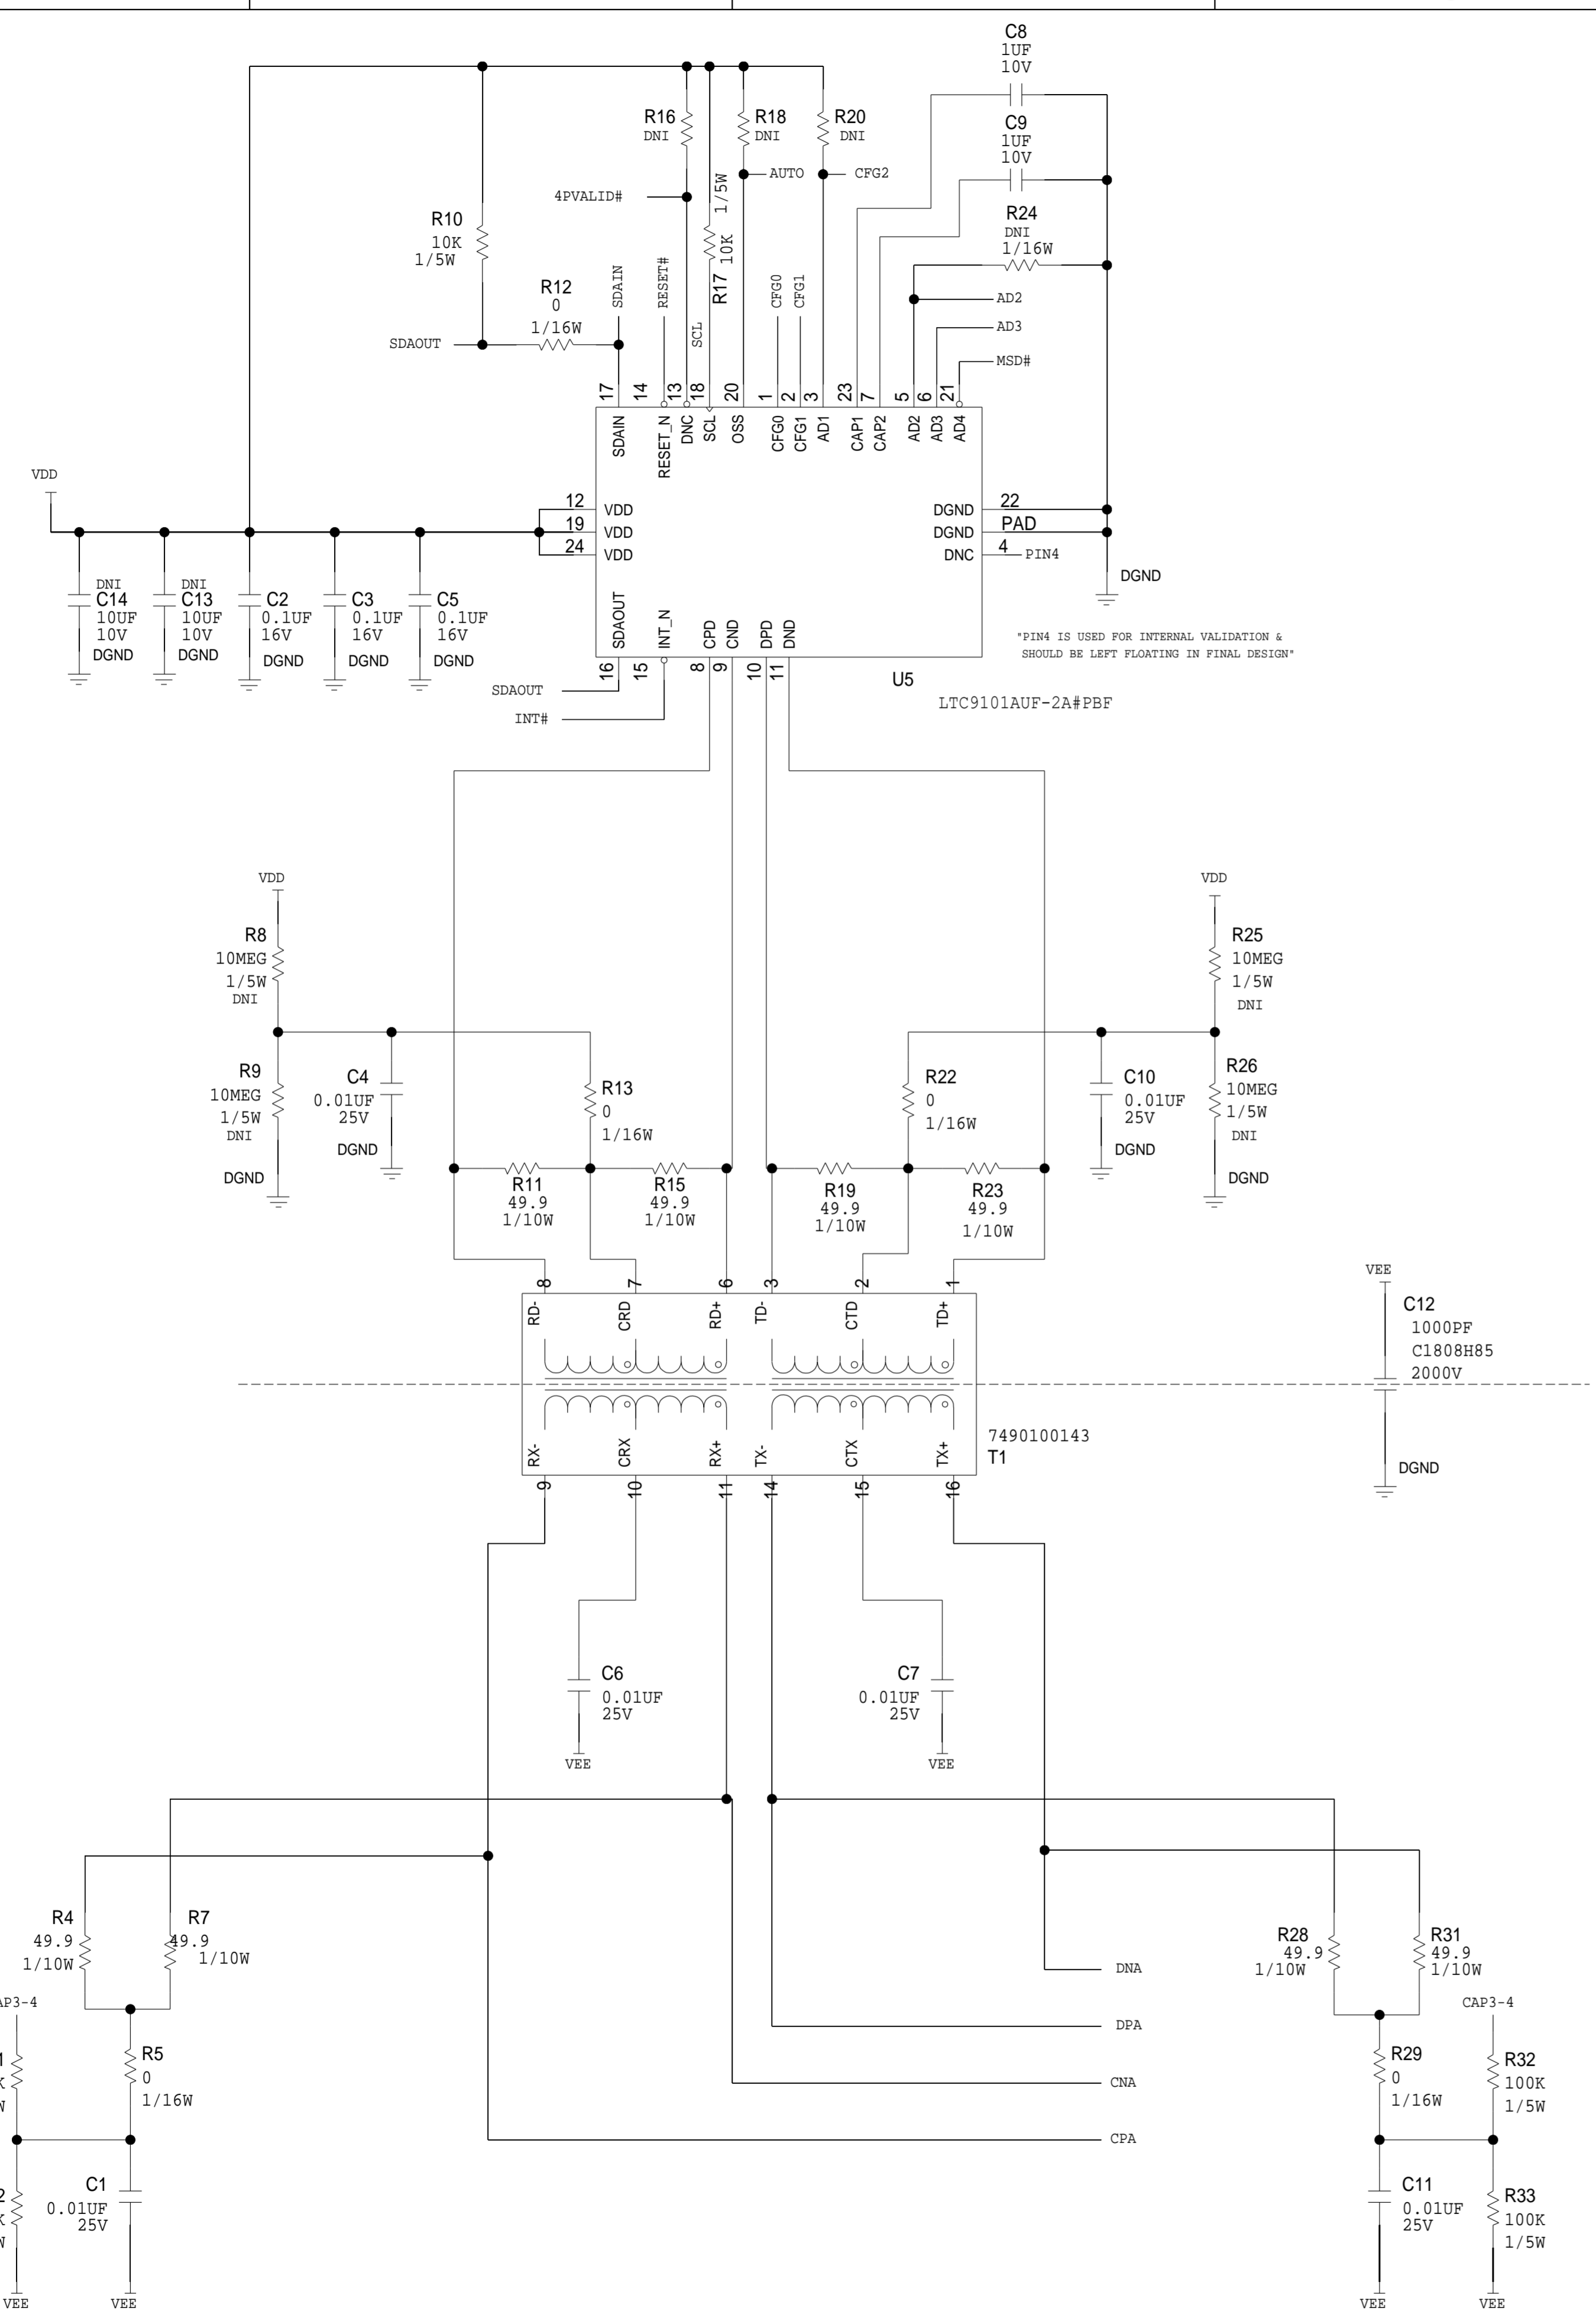 C8
1UF
10V
C9
1UF
10V
R16
DNI
R18
DNI
R20
DNI
AUTO
CFG2
4PVALID#
1/5W
10K
R17
R24
DNI
1/16W
R10
10K
1/5W
R12
0
1/16W
SDAIN
RESET#
SCL
CFG0
CFG1
AD2
AD3
MSD#
SDAOUT
17
14
13
18
20
1
2
3
23
7
5
6
21
SDAIN
RESET_N
DNC
SCL
OSS
CFG0
CFG1
AD1
CAP1
CAP2
AD2
AD3
AD4
VDD
12
VDD
19
VDD
24
VDD
DGND
22
DGND
PAD
DNC
4
PIN4
DGND
DNI
C14
10UF
10V
DGND
DNI
C13
10UF
10V
DGND
C2
0.1UF
16V
DGND
C3
0.1UF
16V
DGND
C5
0.1UF
16V
DGND
SDAOUT
INT_N
CPD
CND
DPD
DND
16
15
8
9
10
11
SDAOUT
INT#
"PIN4 IS USED FOR INTERNAL VALIDATION &
SHOULD BE LEFT FLOATING IN FINAL DESIGN"
U5
LTC9101AUF-2A#PBF
VDD
R8
10MEG
1/5W
DNI
VDD
R25
10MEG
1/5W
DNI
R9
10MEG
1/5W
DNI
DGND
C4
0.01UF
25V
DGND
R13
0
1/16W
R22
0
1/16W
C10
0.01UF
25V
DGND
R26
10MEG
1/5W
DNI
DGND
R11
49.9
1/10W
R15
49.9
1/10W
R19
49.9
1/10W
R23
49.9
1/10W
8
7
6
3
2
1
RD-
CRD
RD+
TD-
CTD
TD+
VEE
C12
1000PF
C1808H85
2000V
DGND
RX-
CRX
RX+
TX-
CTX
TX+
7490100143
T1
9
10
11
14
15
16
C6
0.01UF
25V
VEE
C7
0.01UF
25V
VEE
R4
49.9
1/10W
R7
49.9
1/10W
R28
49.9
1/10W
R31
49.9
1/10W
DNA
DPA
CNA
CPA
AP3-4
1
K
W
R5
0
1/16W
R29
0
1/16W
CAP3-4
R32
100K
1/5W
2
K
W
C1
0.01UF
25V
C11
0.01UF
25V
R33
100K
1/5W
VEE
VEE
VEE
VEE